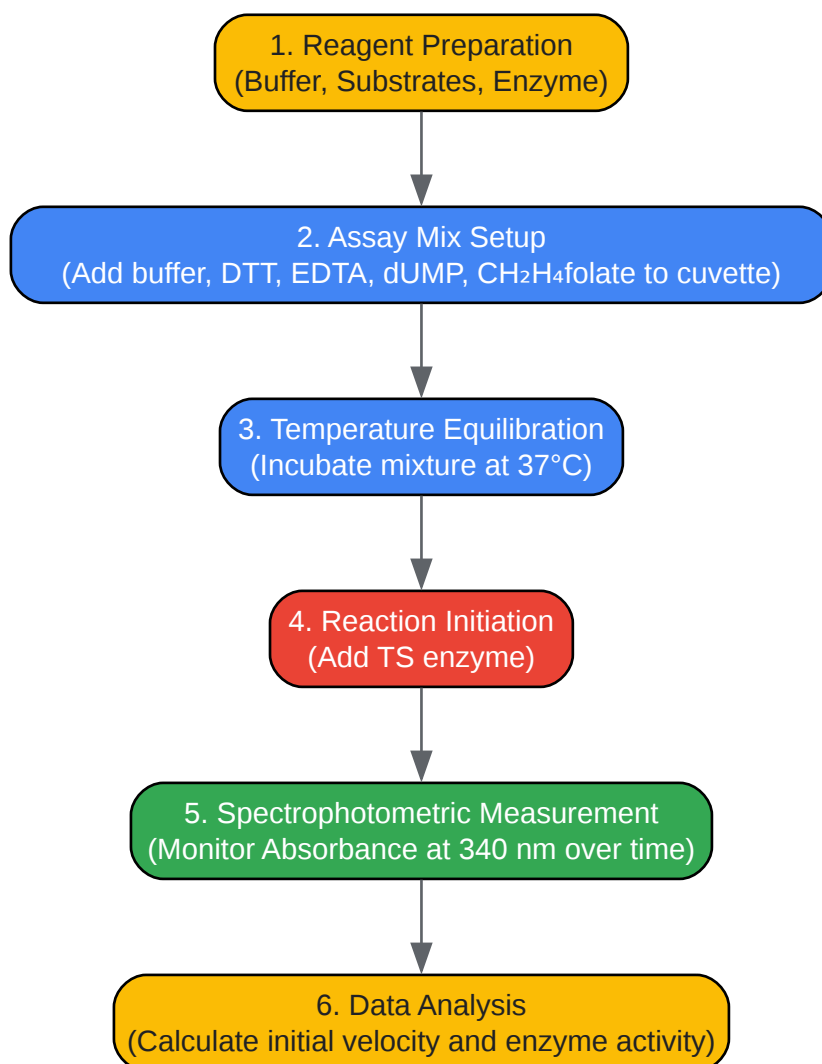 1. Reagent Preparation
(Buffer, Substrates, Enzyme)
2. Assay Mix Setup
(Add buffer, DTT, EDTA, dUMP, CH₂H₄folate to cuvette)
3. Temperature Equilibration
(Incubate mixture at 37°C)
4. Reaction Initiation
(Add TS enzyme)
5. Spectrophotometric Measurement
(Monitor Absorbance at 340 nm over time)
6. Data Analysis
(Calculate initial velocity and enzyme activity)